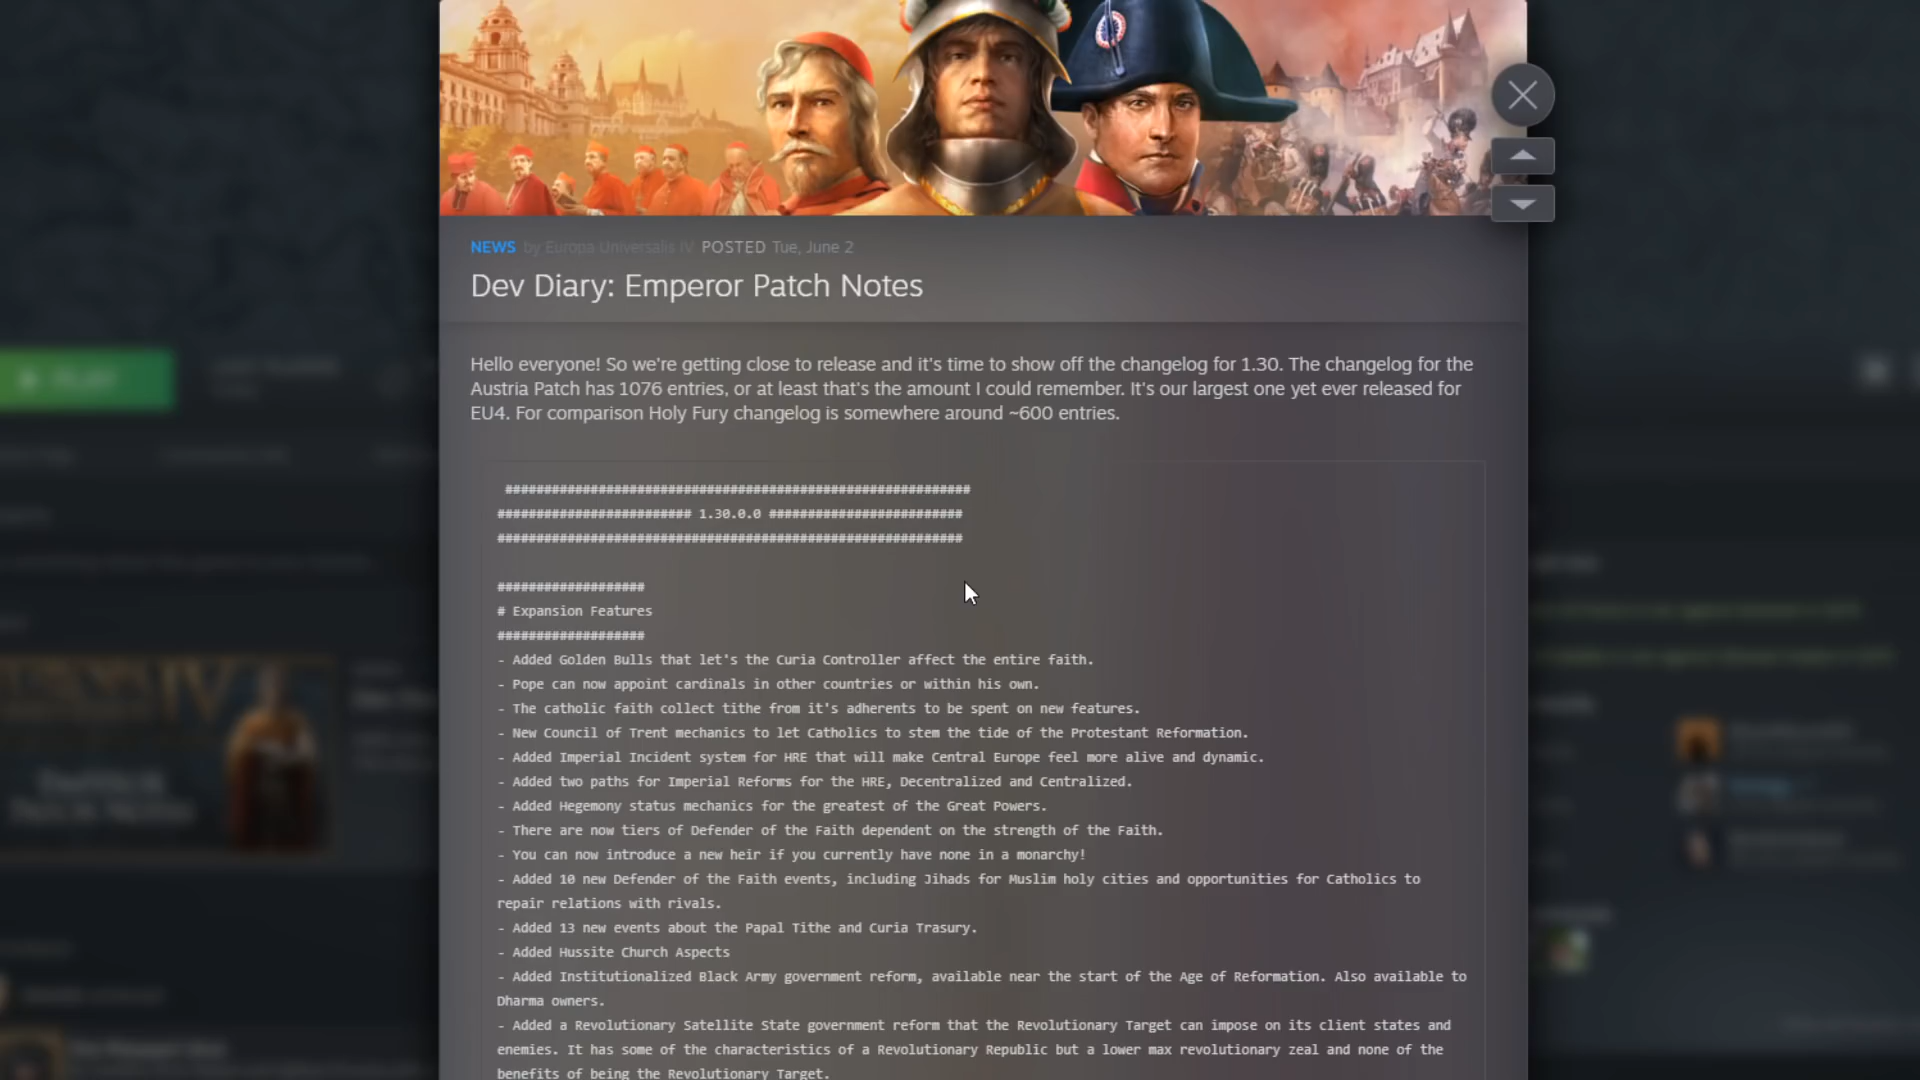 NEWS by Europa Universalis IV POSTED Tue, June 2
Dev Diary: Emperor Patch Notes
Hello everyone! So we're getting close to release and it's time to show off the changelog for 1.30. The changelog for the
Austria Patch has 1076 entries, or at least that's the amount I could remember. It's our largest one yet ever released for
EU4. For comparison Holy Fury changelog is somewhere around ~600 entries.
############################################################
######################### 1.30.0.0 #########################
############################################################
###################
# Expansion Features
###################
- Added Golden Bulls that let's the Curia Controller affect the entire faith.
- Pope can now appoint cardinals in other countries or within his own.
- The catholic faith collect tithe from it's adherents to be spent on new features.
- New Council of Trent mechanics to let Catholics to stem the tide of the Protestant Reformation.
- Added Imperial Incident system for HRE that will make Central Europe feel more alive and dynamic.
- Added two paths for Imperial Reforms for the HRE, Decentralized and Centralized.
- Added Hegemony status mechanics for the greatest of the Great Powers.
- There are now tiers of Defender of the Faith dependent on the strength of the Faith.
- You can now introduce a new heir if you currently have none in a monarchy!
- Added 10 new Defender of the Faith events, including Jihads for Muslim holy cities and opportunities for Catholics to
repair relations with rivals.
- Added 13 new events about the Papal Tithe and Curia Trasury.
- Added Hussite Church Aspects
- Added Institutionalized Black Army government reform, available near the start of the Age of Reformation. Also available to
Dharma owners.
- Added a Revolutionary Satellite State government reform that the Revolutionary Target can impose on its client states and
enemies. It has some of the characteristics of a Revolutionary Republic but a lower max revolutionary zeal and none of the
benefits of being the Revolutionary Target.
PLAY